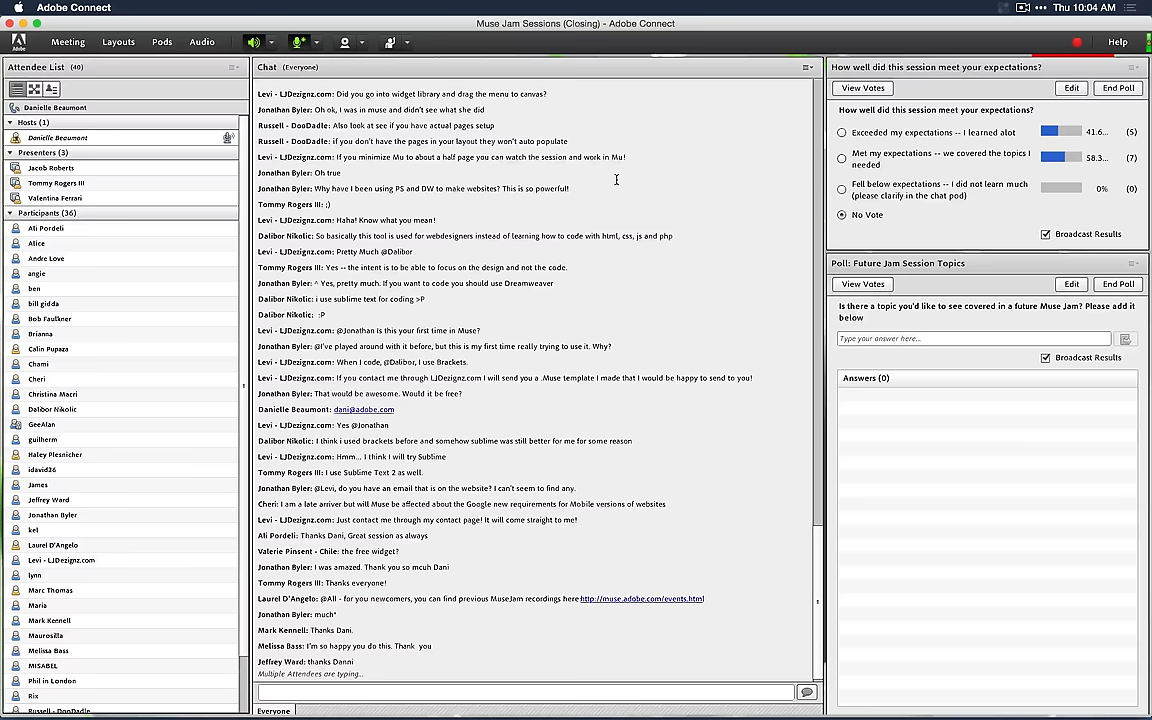 Adobe Connect
Thu 10:04 AM
Muse Jam Sessions (Closing) - Adobe Connect
Meeting
Layouts
Pods
Audio
Help
Attendee List (40)
Danielle Beaumont
Hosts (1)
Danielle Beaumont
Presenters (3)
Jacob Roberts
Tommy Rogers III
Valentina Ferrari
Participants (36)
Ali Pordeli
Alice
Andre Love
angie
ben
bill gidda
Bob Faulkner
Brianna
Calin Pupaza
Chami
Cheri
Christina Macri
Dalibor Nikolic
GeeAlan
guilherm
Haley Plesnicher
idavid26
James
Jeffrey Ward
Jonathan Byler
kel
Laurel D'Angelo
Levi - LJDezignz.com
lynn
Marc Thomas
Maria
Mark Kennell
Maurosilla
Melissa Bass
MISABEL
Phil in London
Rix
Russell - DooDadle
Chat (Everyone)
Levi - LJDezignz.com: Did you go into widget library and drag the menu to canvas?
Jonathan Byler: Oh ok, I was in muse and didn't see what she did
Russell - DooDadle: Also look at see if you have actual pages setup
Russell - DooDadle: if you don't have the pages in your layout they won't auto populate
Levi - LJDezignz.com: If you minimize Mu to about a half page you can watch the session and work in Mu!
Jonathan Byler: Oh true
Jonathan Byler: Why have I been using PS and DW to make websites? This is so powerful!
Tommy Rogers III: ;)
Levi - LJDezignz.com: Haha! Know what you mean!
Dalibor Nikolic: So basically this tool is used for webdesigners instead of learning how to code with html, css, js and php
Levi - LJDezignz.com: Pretty Much @Dalibor
Tommy Rogers III: Yes -- the intent is to be able to focus on the design and not the code.
Jonathan Byler: ^ Yes, pretty much. If you want to code you should use Dreamweaver
Dalibor Nikolic: i use sublime text for coding >P
Dalibor Nikolic: :P
Levi - LJDezignz.com: @Jonathan Is this your first time in Muse?
Jonathan Byler: @I've played around with it before, but this is my first time really trying to use it. Why?
Levi - LJDezignz.com: When I code, @Dalibor, I use Brackets.
Levi - LJDezignz.com: If you contact me through LJDezignz.com I will send you a .Muse template I made that I would be happy to send to you!
Jonathan Byler: That would be awesome. Would it be free?
Danielle Beaumont: dani@adobe.com
Levi - LJDezignz.com: Yes @Jonathan
Dalibor Nikolic: I think i used brackets before and somehow sublime was still better for me for some reason
Levi - LJDezignz.com: Hmm... I think I will try Sublime
Tommy Rogers III: I use Sublime Text 2 as well.
Jonathan Byler: @Levi, do you have an email that is on the website? I can't seem to find any.
Cheri: I am a late arriver but will Muse be affected about the Google new requirements for Mobile versions of websites
Levi - LJDezignz.com: Just contact me through my contact page! It will come straight to me!
Ali Pordeli: Thanks Dani, Great session as always
Valerie Pinsent - Chile: the free widget?
Jonathan Byler: I was amazed. Thank you so mcuh Dani
Tommy Rogers III: Thanks everyone!
Laurel D'Angelo: @All - for you newcomers, you can find previous MuseJam recordings here:http://muse.adobe.com/events.html
Jonathan Byler: much*
Mark Kennell: Thanks Dani.
Melissa Bass: I'm so happy you do this. Thank you
Jeffrey Ward: thanks Danni
Multiple Attendees are typing...
Everyone
How well did this session meet your expectations?
View Votes
Edit
End Poll
How well did this session meet your expectations?
Exceeded my expectations -- I learned alot 41.6... (5)
Met my expectations -- we covered the topics I needed 58.3... (7)
Fell below expectations -- I did not learn much (please clarify in the chat pod) 0% (0)
No Vote
Broadcast Results
Poll: Future Jam Session Topics
View Votes
Edit
End Poll
Is there a topic you'd like to see covered in a future Muse Jam? Please add it
below
Type your answer here...
Broadcast Results
Answers (0)